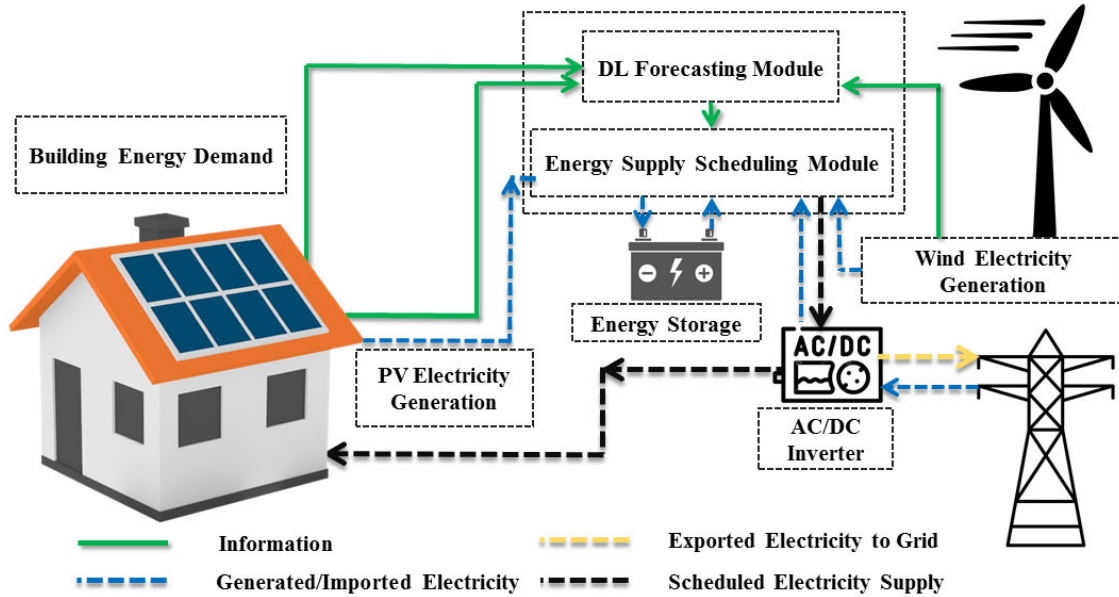 DL Forecasting Module
Building Energy Demand
Energy Supply Scheduling Module
Wind Electricity
Generation
Energy Storage
AC/DC
PV Electricity
Generation
AC/DC
Inverter
Information
Exported Electricity to Grid
Generated/Imported Electricity
Scheduled Electricity Supply